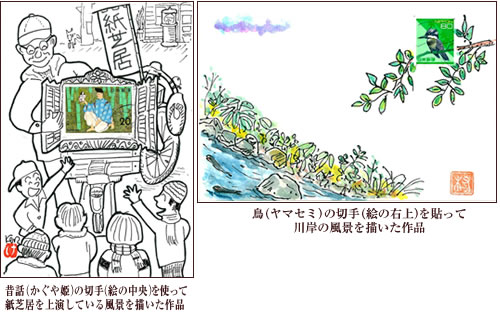 紙芝居
20
昔話(かぐや姫)の切手(絵の中央)を使って
紙芝居を上演している風景を描いた作品
80
鳥(ヤマセミ)の切手(絵の右上)を貼って
川岸の風景を描いた作品